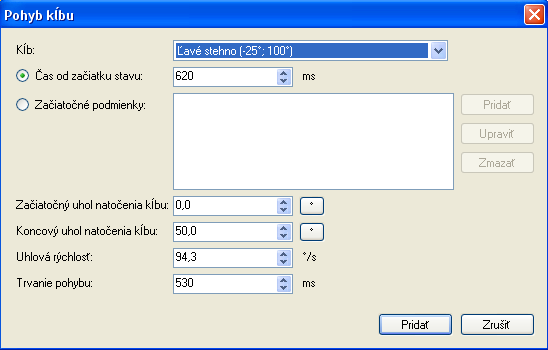 Pohyb kĺbu
Kĺb: Ľavé stehno (-25°; 100°)
Čas od začiatku stavu: 620 ms
Začiatočné podmienky: Pridať
Upraviť
Zmazať
Začiatočný uhol natočenia kĺbu: 0,0 °
Koncový uhol natočenia kĺbu: 50,0 °
Uhlová rýchlosť: 94,3 °/s
Trvanie pohybu: 530 ms
Pridať Zrušiť